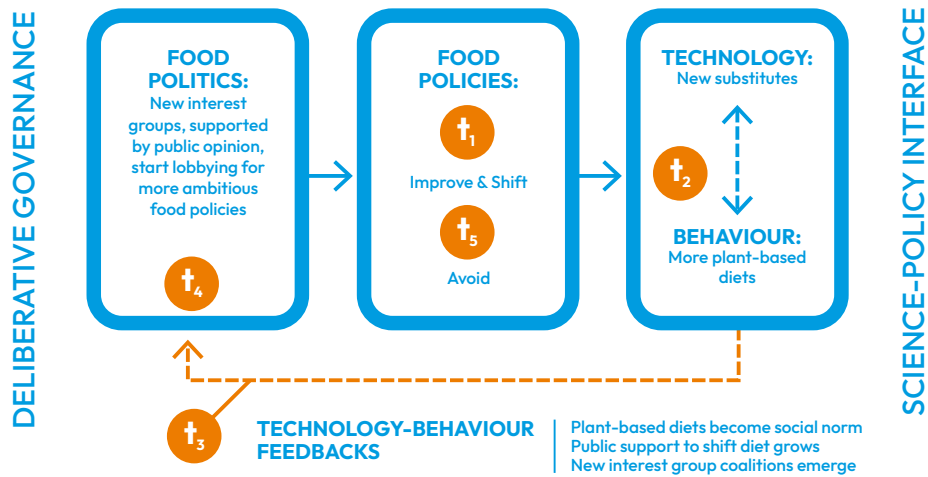 DELIBERATIVE GOVERNANCE
FOOD
POLITICS:
New interest
groups, supported
by public opinion,
start lobbying for
more ambitious
food policies
t4
FOOD
POLICIES:
t1
Improve & Shift
t5
Avoid
TECHNOLOGY:
New substitutes
t2
BEHAVIOUR:
More plant-based
diets
SCIENCE-POLICY INTERFACE
t3
TECHNOLOGY-BEHAVIOUR
FEEDBACKS
Plant-based diets become social norm
Public support to shift diet grows
New interest group coalitions emerge